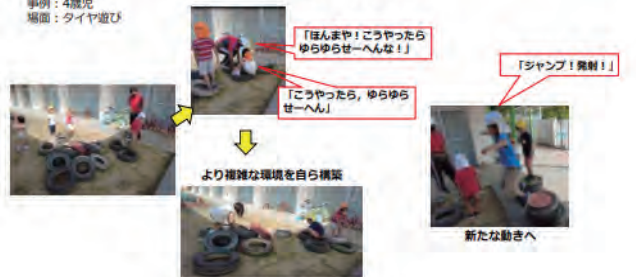 事例：4歳児
場面：タイヤ遊び
「ほんまや！こうやったら
ゆらゆらせーへんな！」
「こうやったら，ゆらゆら
せーへん」
「ジャンプ！発射！」
より複雑な環境を自ら構築
新たな動きへ